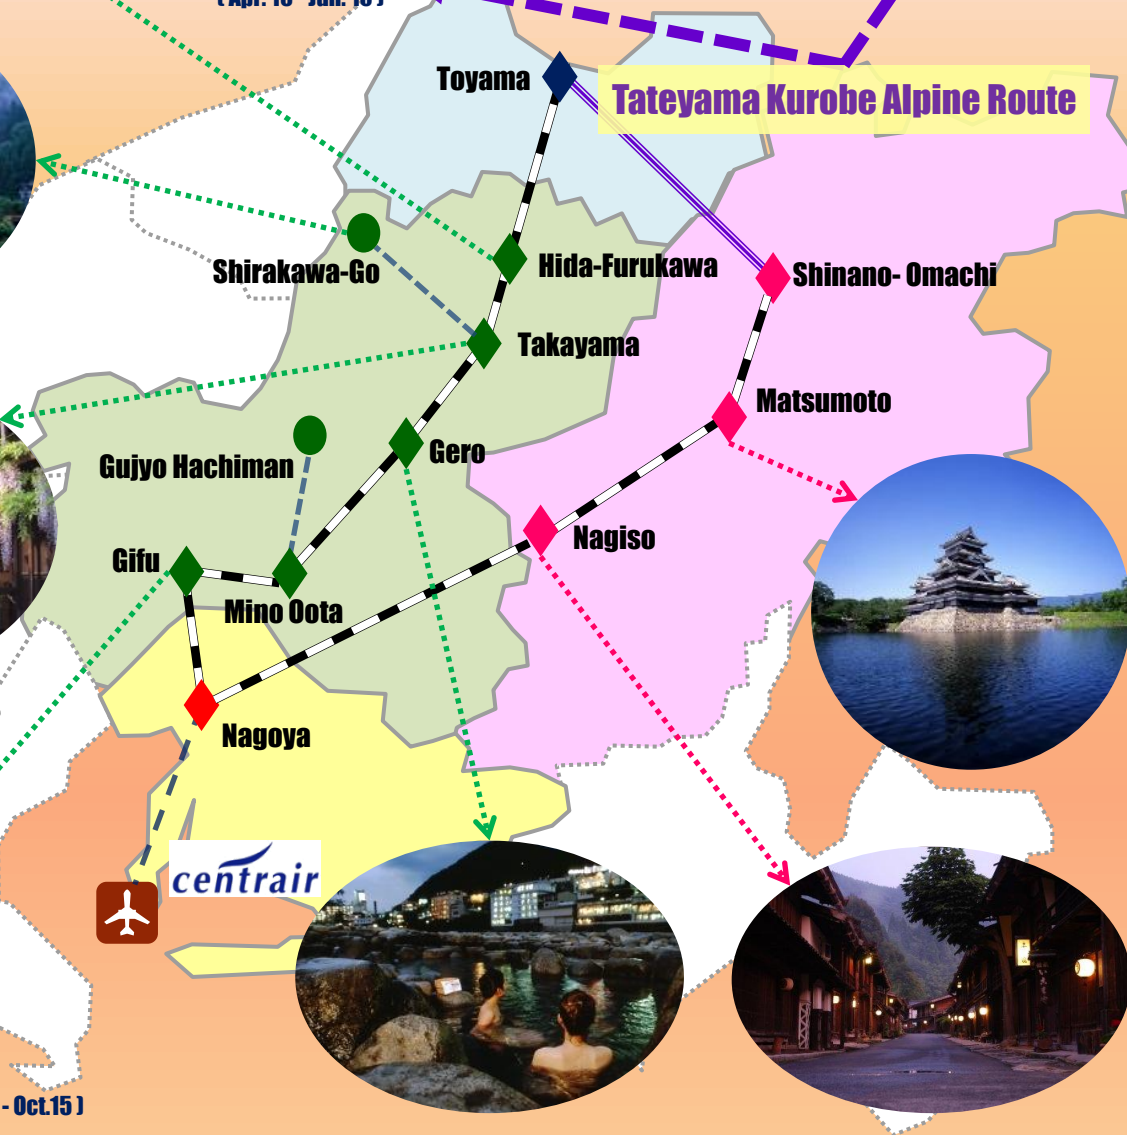 Toyama
Tateyama Kurobe Alpine Route
Shirakawa-Go
Hida-Furukawa
Shinano- Omachi
Takayama
Matsumoto
Gero
Gujyo Hachiman
Nagiso
Gifu
Mino Oota
Nagoya
centrair
- Oct.15 )